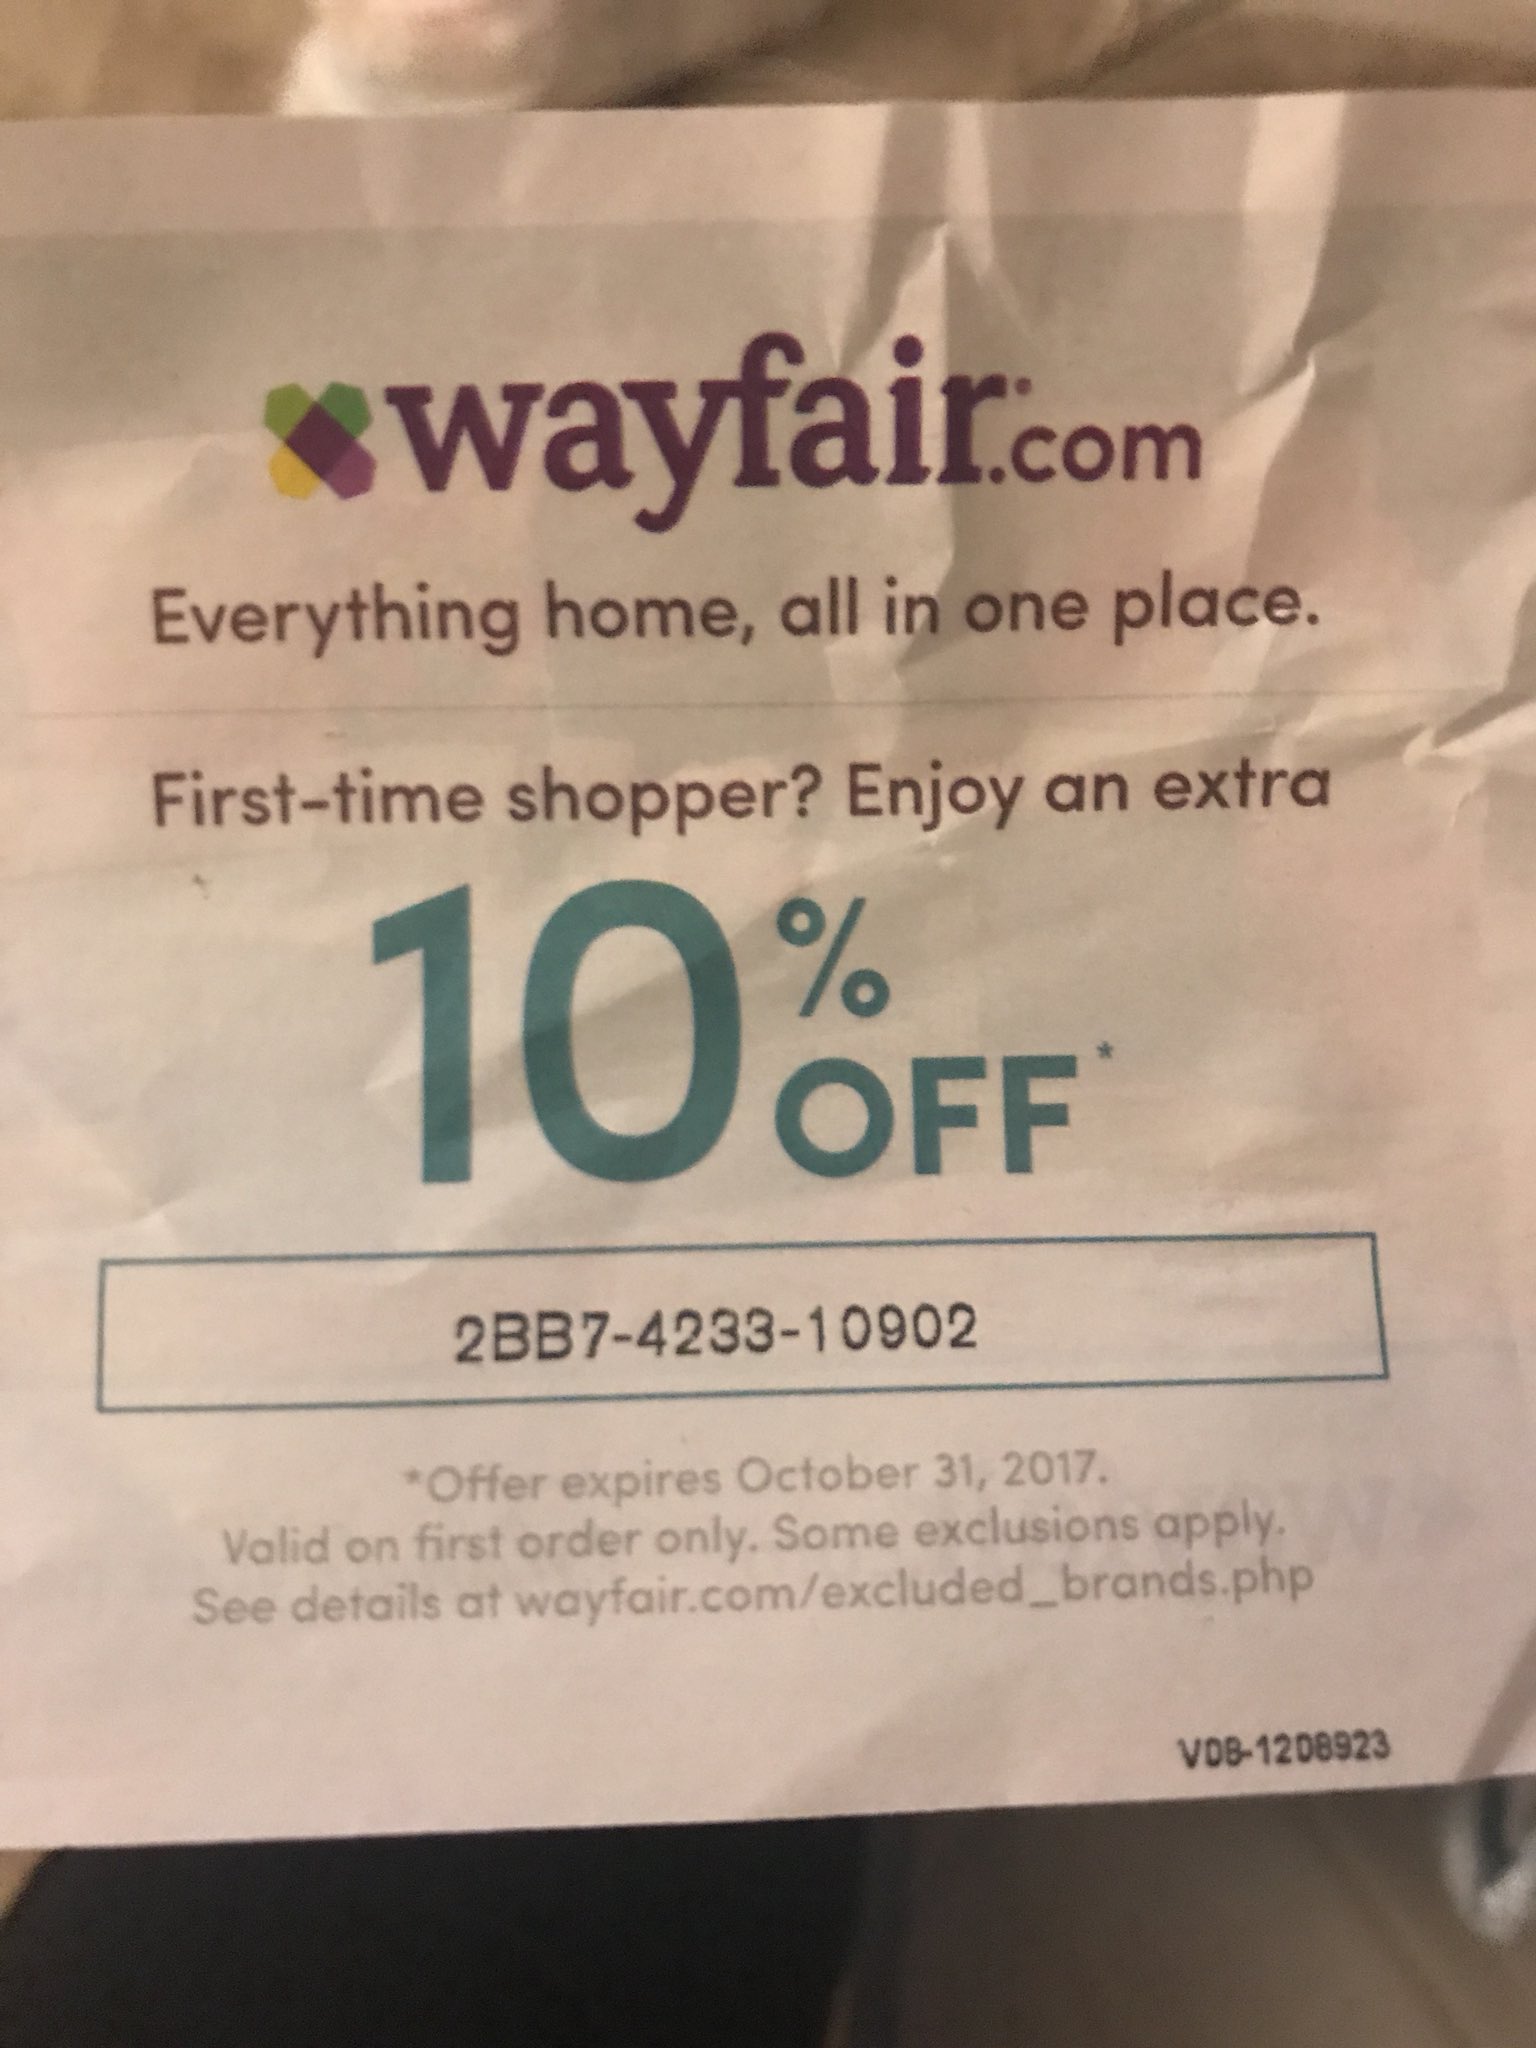 wayfair.com
Everything home, all in one place.
First-time shopper? Enjoy an extra
10% OFF*
2BB7-4233-10902
*Offer expires October 31, 2017.
Valid on first order only. Some exclusions apply.
See details at wayfair.com/excluded_brands.php
V08-1208923